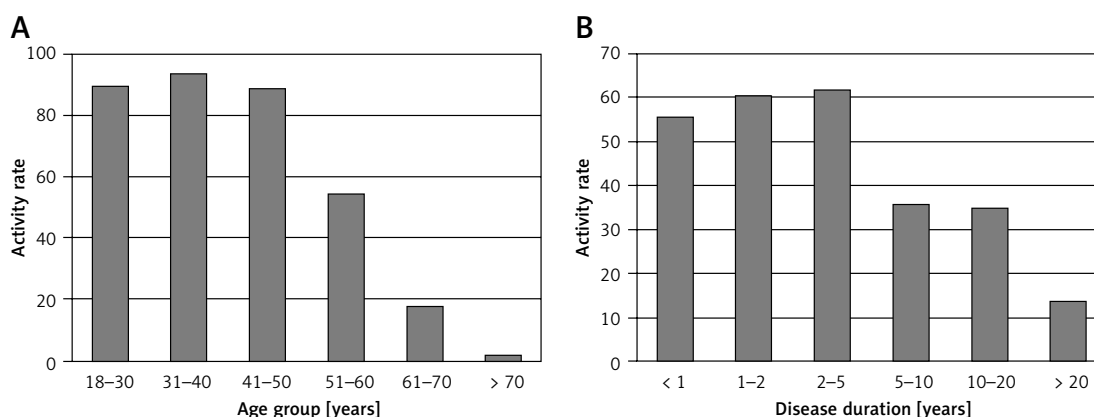 A
100
80
60
40
20
0
Activity rate
18–30 31–40 41–50 51–60 61–70 > 70
Age group [years]
B
70
60
50
40
30
20
10
0
Activity rate
< 1 1–2 2–5 5–10 10–20 > 20
Disease duration [years]